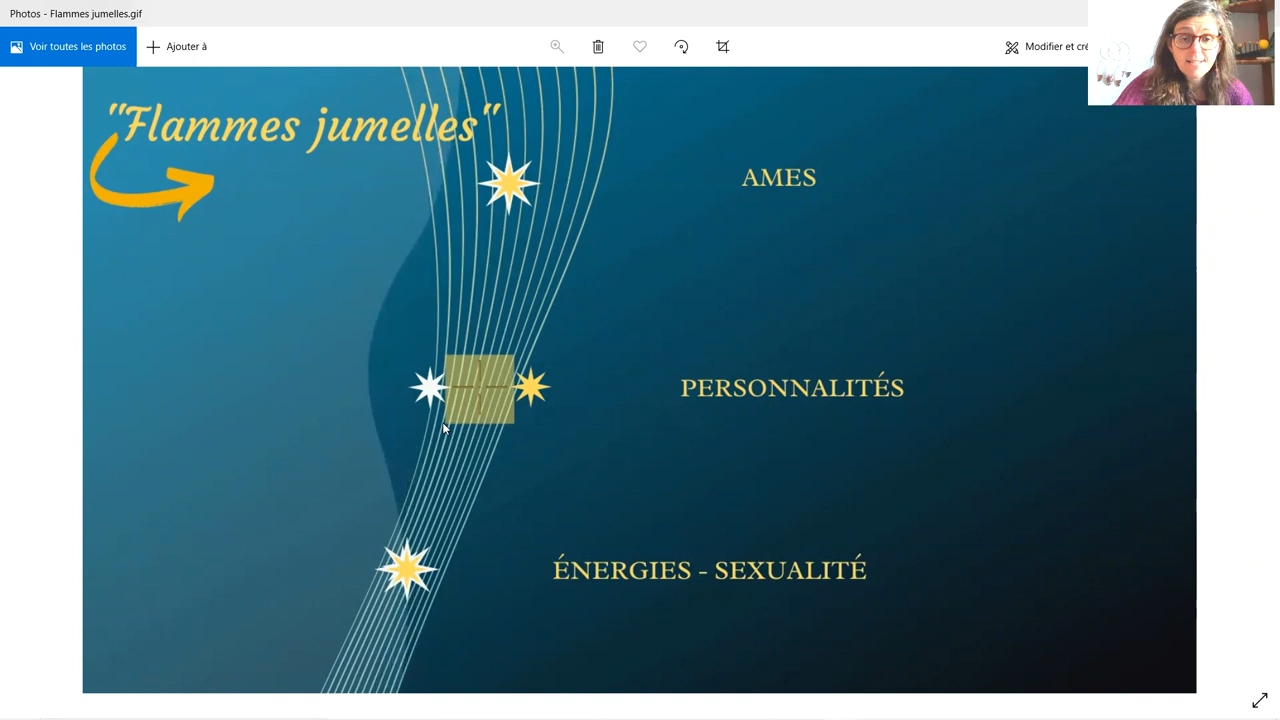 Photos - Flammes jumelles.gif
Voir toutes les photos
Ajouter à
Modifier et cré
"Flammes jumelles"
AMES
PERSONNALITÉS
ÉNERGIES - SEXUALITÉ